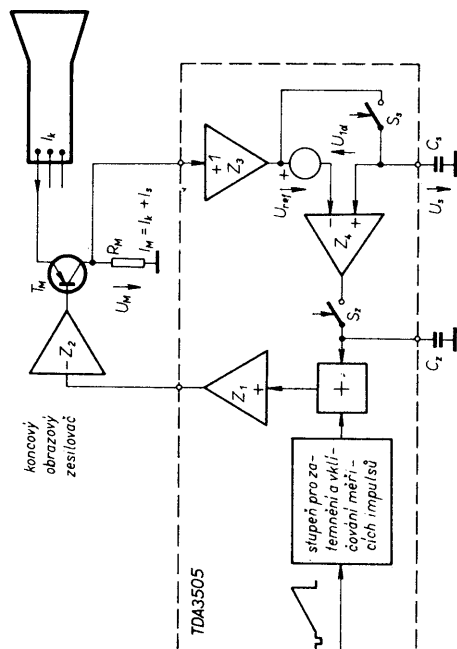 I_k
T_M
R_M
I_M = I_k + I_s
U_M
-Z_2
koncový
obrazový
zesilovač
+1
Z_3
+
U_ref
U_1d
S_s
C_s
U_s
-
+
Z_4
S_z
C_z
Z_1
+
+
stupeň pro za-
temnění a vklí-
čování měři-
cích impulsů
TDA3505